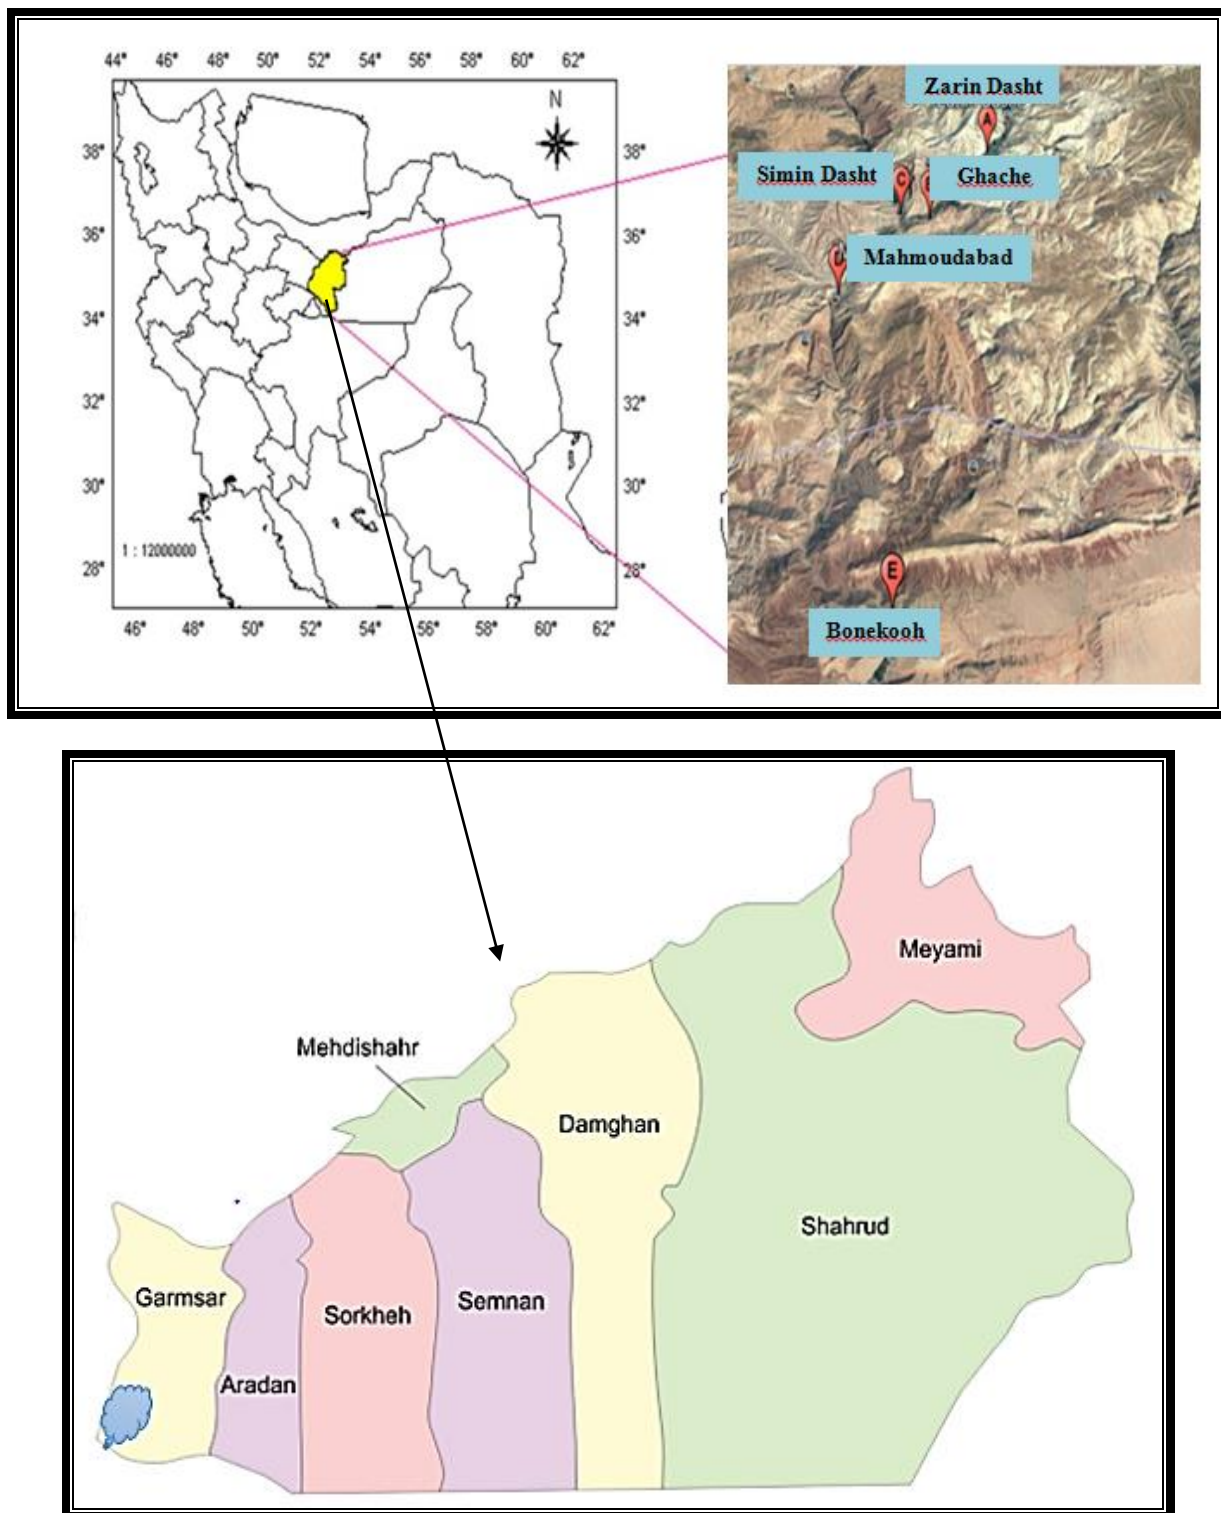 44° 46° 48° 50° 52° 54° 56° 58° 60° 62°
N
38° 38°
36° 36°
34° 34°
32° 32°
30° 30°
28° 28°
1 : 12000000
46° 48° 50° 52° 54° 56° 58° 60° 62°
Zarin Dasht
A
Simin Dasht
C
Ghache
Mahmoudabad
E
Bonekooh
Meyami
Mehdishahr
Damghan
Shahrud
Garmsar
Sorkheh
Semnan
Aradan